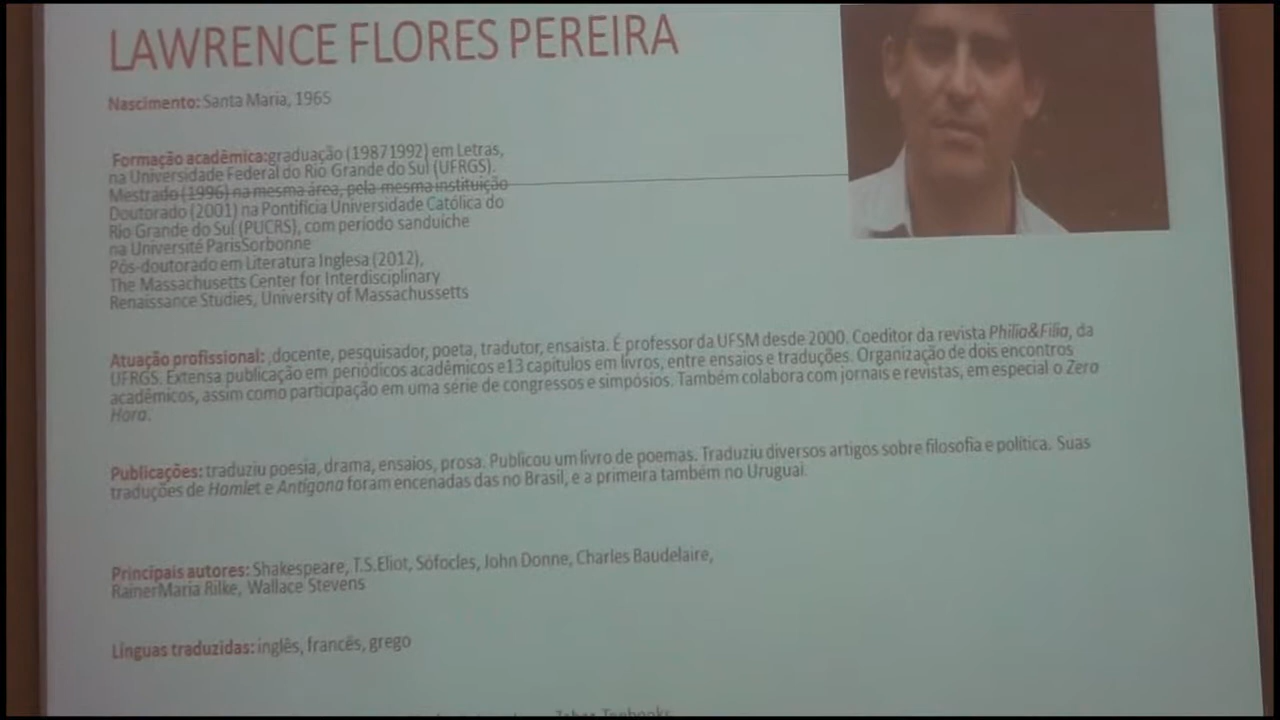 LAWRENCE FLORES PEREIRA
Nascimento: Santa Maria, 1965
Formação acadêmica:graduação (19871992) em Letras,
na Universidade Federal do Rio Grande do Sul (UFRGS).
Mestrado (1996) na mesma área, pela mesma instituição
Doutorado (2001) na Pontifícia Universidade Católica do
Rio Grande do Sul (PUCRS), com período sanduíche
na Université ParisSorbonne
Pós-doutorado em Literatura Inglesa (2012),
The Massachusetts Center for Interdisciplinary
Renaissance Studies, University of Massachussetts
Atuação profissional: ,docente, pesquisador, poeta, tradutor, ensaísta. É professor da UFSM desde 2000. Coeditor da revista Philia&Filia, da
UFRGS. Extensa publicação em periódicos acadêmicos e13 capítulos em livros, entre ensaios e traduções. Organização de dois encontros
acadêmicos, assim como participação em uma série de congressos e simpósios. Também colabora com jornais e revistas, em especial o Zero
Hora.
Publicações: traduziu poesia, drama, ensaios, prosa. Publicou um livro de poemas. Traduziu diversos artigos sobre filosofia e política. Suas
traduções de Hamlet e Antígona foram encenadas das no Brasil, e a primeira também no Uruguai.
Principais autores: Shakespeare, T.S.Eliot, Sófocles, John Donne, Charles Baudelaire,
RainerMaria Rilke, Wallace Stevens
Línguas traduzidas: inglês, francês, grego
Topbooks